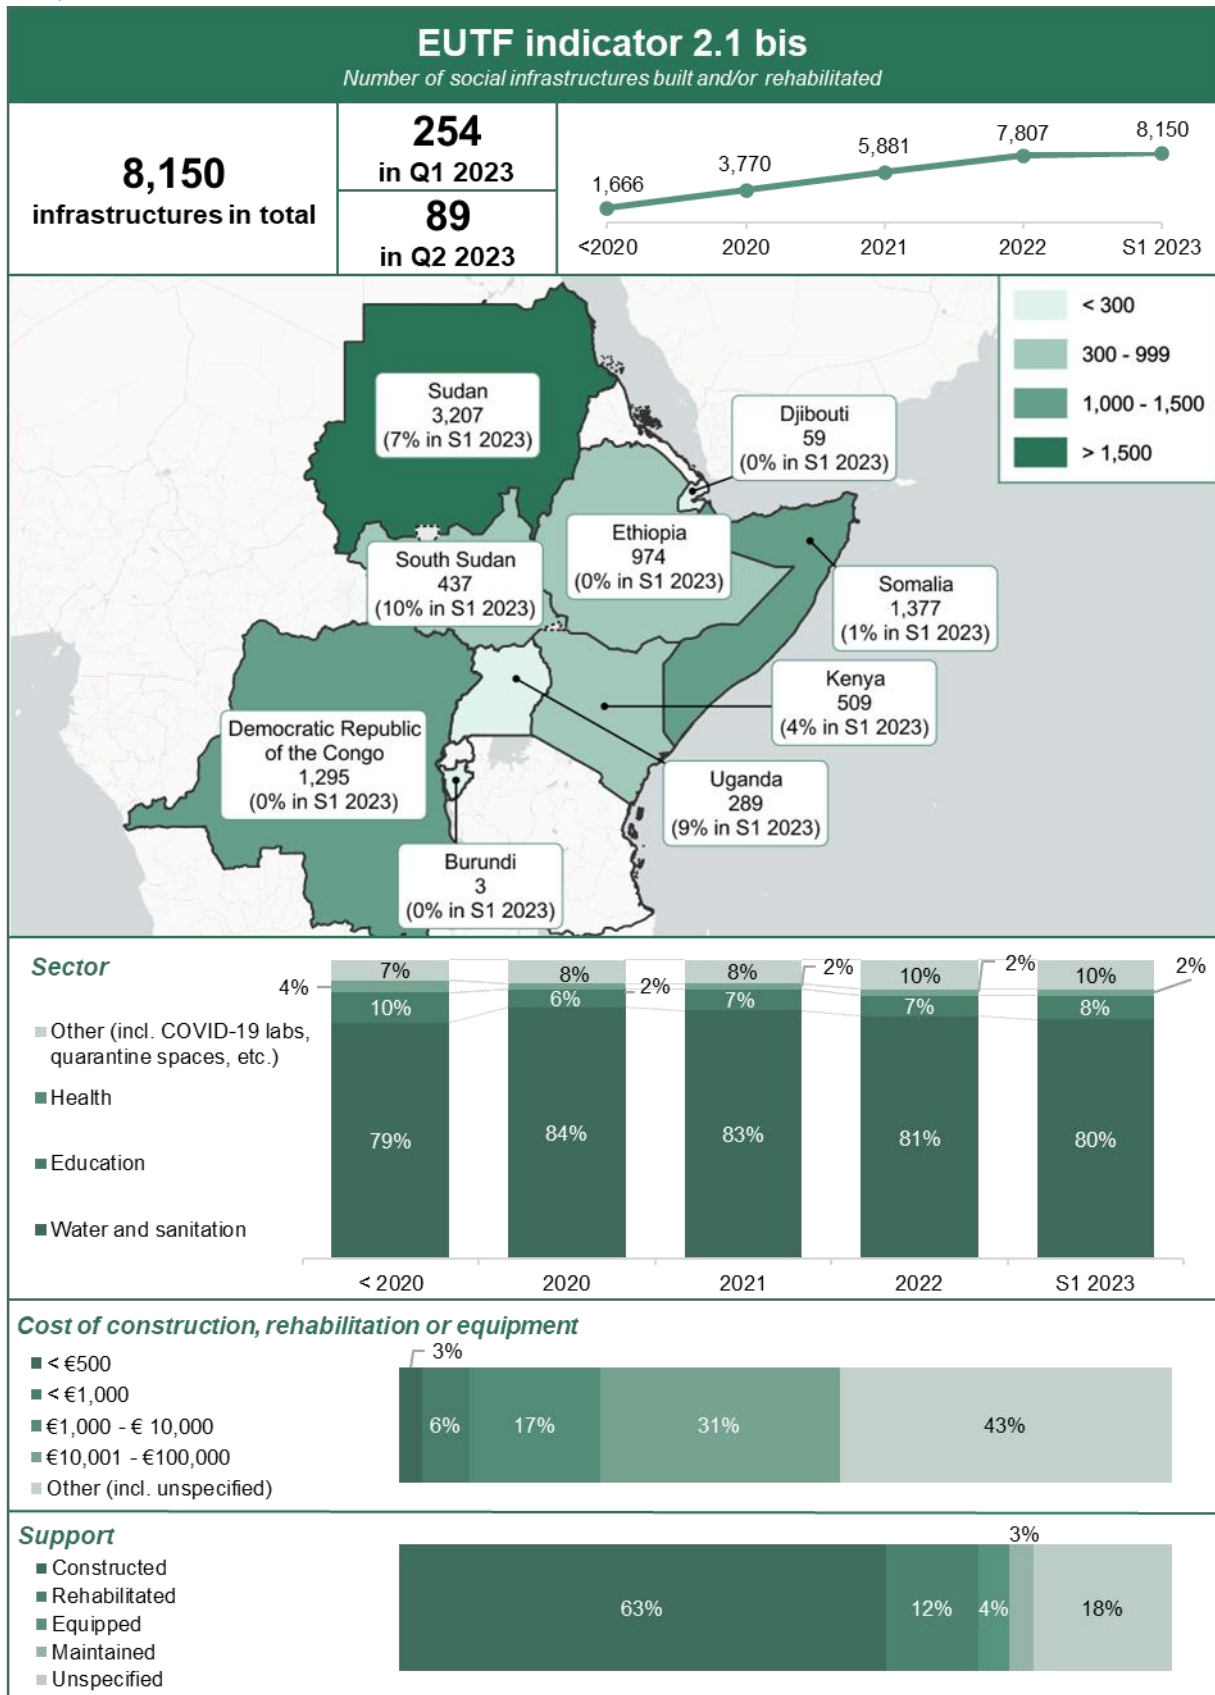 EUTF indicator 2.1 bis
Number of social infrastructures built and/or rehabilitated
8,150
infrastructures in total
254
in Q1 2023
89
in Q2 2023
1,666
3,770
5,881
7,807
8,150
<2020
2020
2021
2022
S1 2023
< 300
300 - 999
1,000 - 1,500
> 1,500
Sudan
3,207
(7% in S1 2023)
Djibouti
59
(0% in S1 2023)
Ethiopia
974
(0% in S1 2023)
South Sudan
437
(10% in S1 2023)
Somalia
1,377
(1% in S1 2023)
Kenya
509
(4% in S1 2023)
Democratic Republic
of the Congo
1,295
(0% in S1 2023)
Uganda
289
(9% in S1 2023)
Burundi
3
(0% in S1 2023)
Sector
Other (incl. COVID-19 labs,
quarantine spaces, etc.)
Health
Education
Water and sanitation
7%
4%
10%
79%
8%
2%
6%
84%
8%
2%
7%
83%
10%
2%
7%
81%
10%
2%
8%
80%
< 2020
2020
2021
2022
S1 2023
Cost of construction, rehabilitation or equipment
< €500
< €1,000
€1,000 - € 10,000
€10,001 - €100,000
Other (incl. unspecified)
3%
6%
17%
31%
43%
Support
Constructed
Rehabilitated
Equipped
Maintained
Unspecified
63%
12%
4%
3%
18%